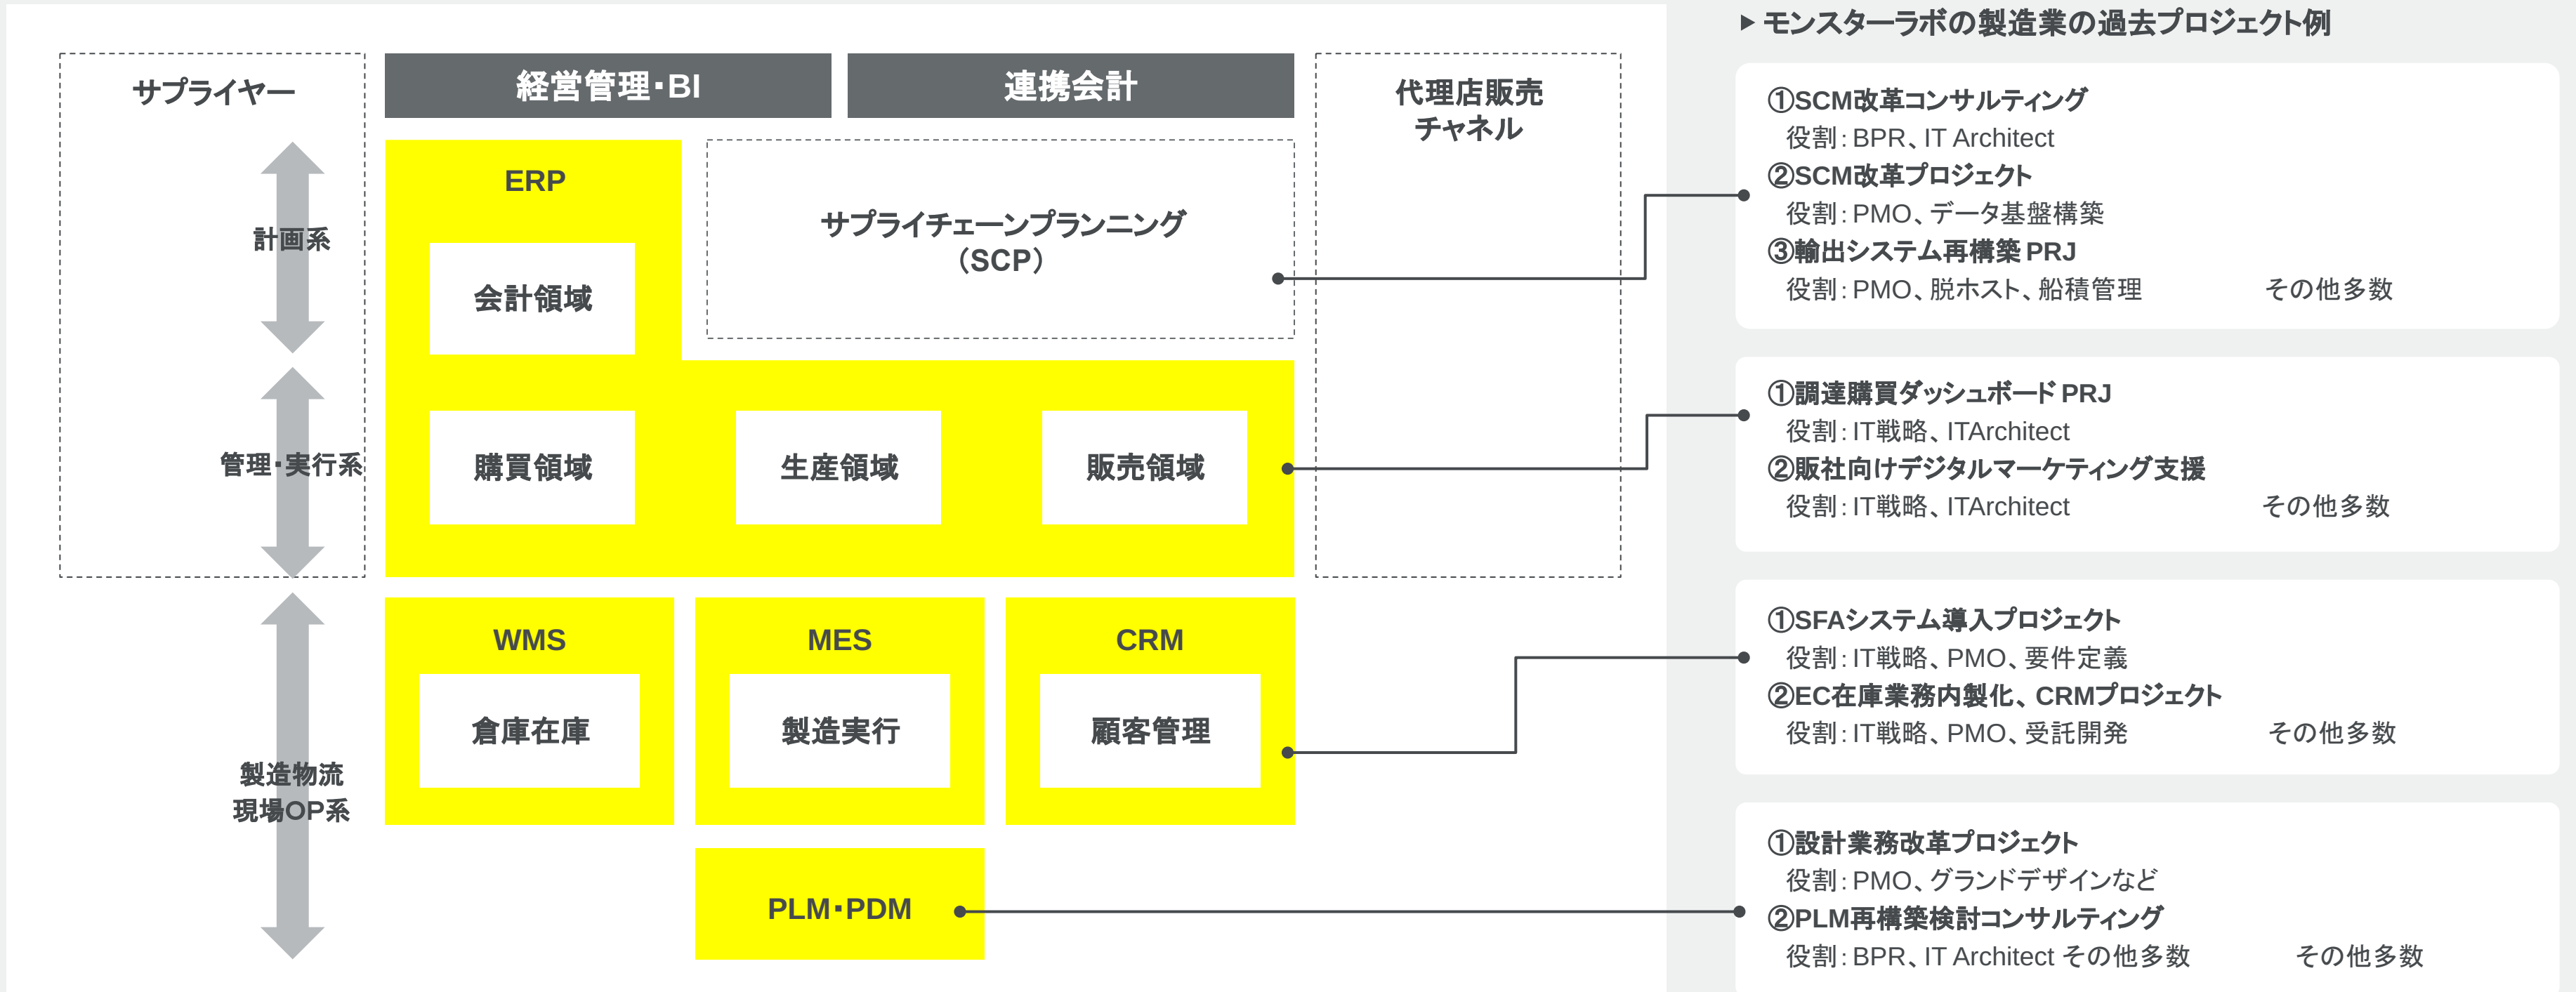 サプライヤー
計画系
管理・実行系
製造物流
現場OP系
経営管理・BI
連携会計
ERP
会計領域
サプライチェーンプランニング
（SCP）
購買領域
生産領域
販売領域
WMS
倉庫在庫
MES
製造実行
CRM
顧客管理
PLM・PDM
代理店販売
チャネル
▶ モンスターラボの製造業の過去プロジェクト例
①SCM改革コンサルティング
役割：BPR、IT Architect
②SCM改革プロジェクト
役割：PMO、データ基盤構築
③輸出システム再構築 PRJ
役割：PMO、脱ホスト、船積管理 その他多数
①調達購買ダッシュボード PRJ
役割：IT戦略、ITArchitect
②販社向けデジタルマーケティング支援
役割：IT戦略、ITArchitect その他多数
①SFAシステム導入プロジェクト
役割：IT戦略、PMO、要件定義
②EC在庫業務内製化、CRMプロジェクト
役割：IT戦略、PMO、受託開発 その他多数
①設計業務改革プロジェクト
役割：PMO、グランドデザインなど
②PLM再構築検討コンサルティング
役割：BPR、IT Architect その他多数 その他多数